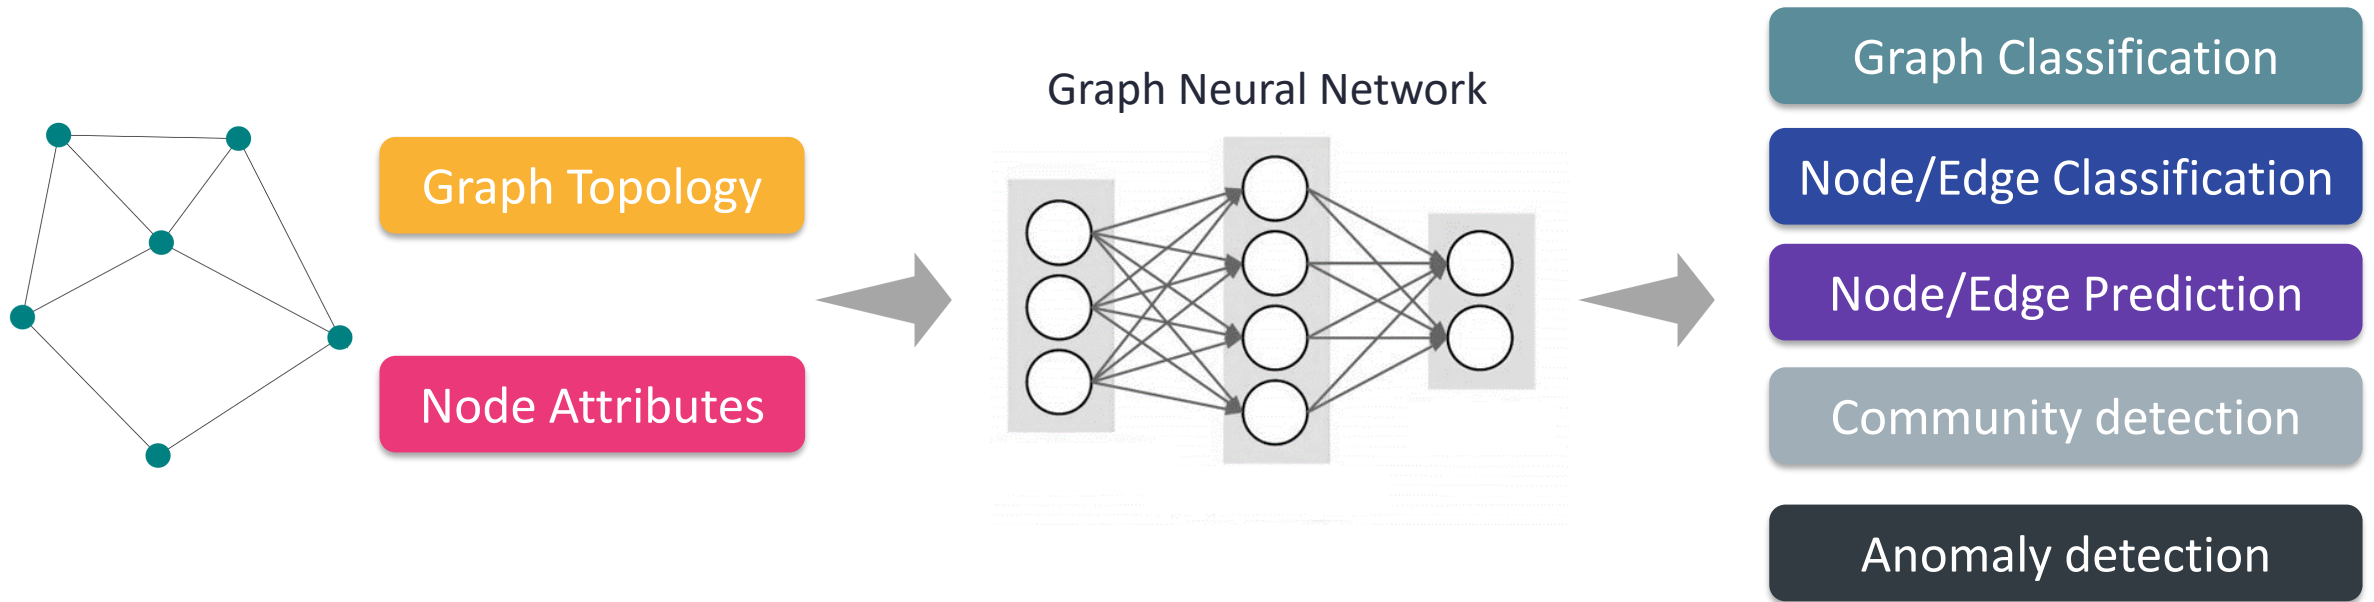 Graph Topology
Node Attributes
Graph Neural Network
Graph Classification
Node/Edge Classification
Node/Edge Prediction
Community detection
Anomaly detection